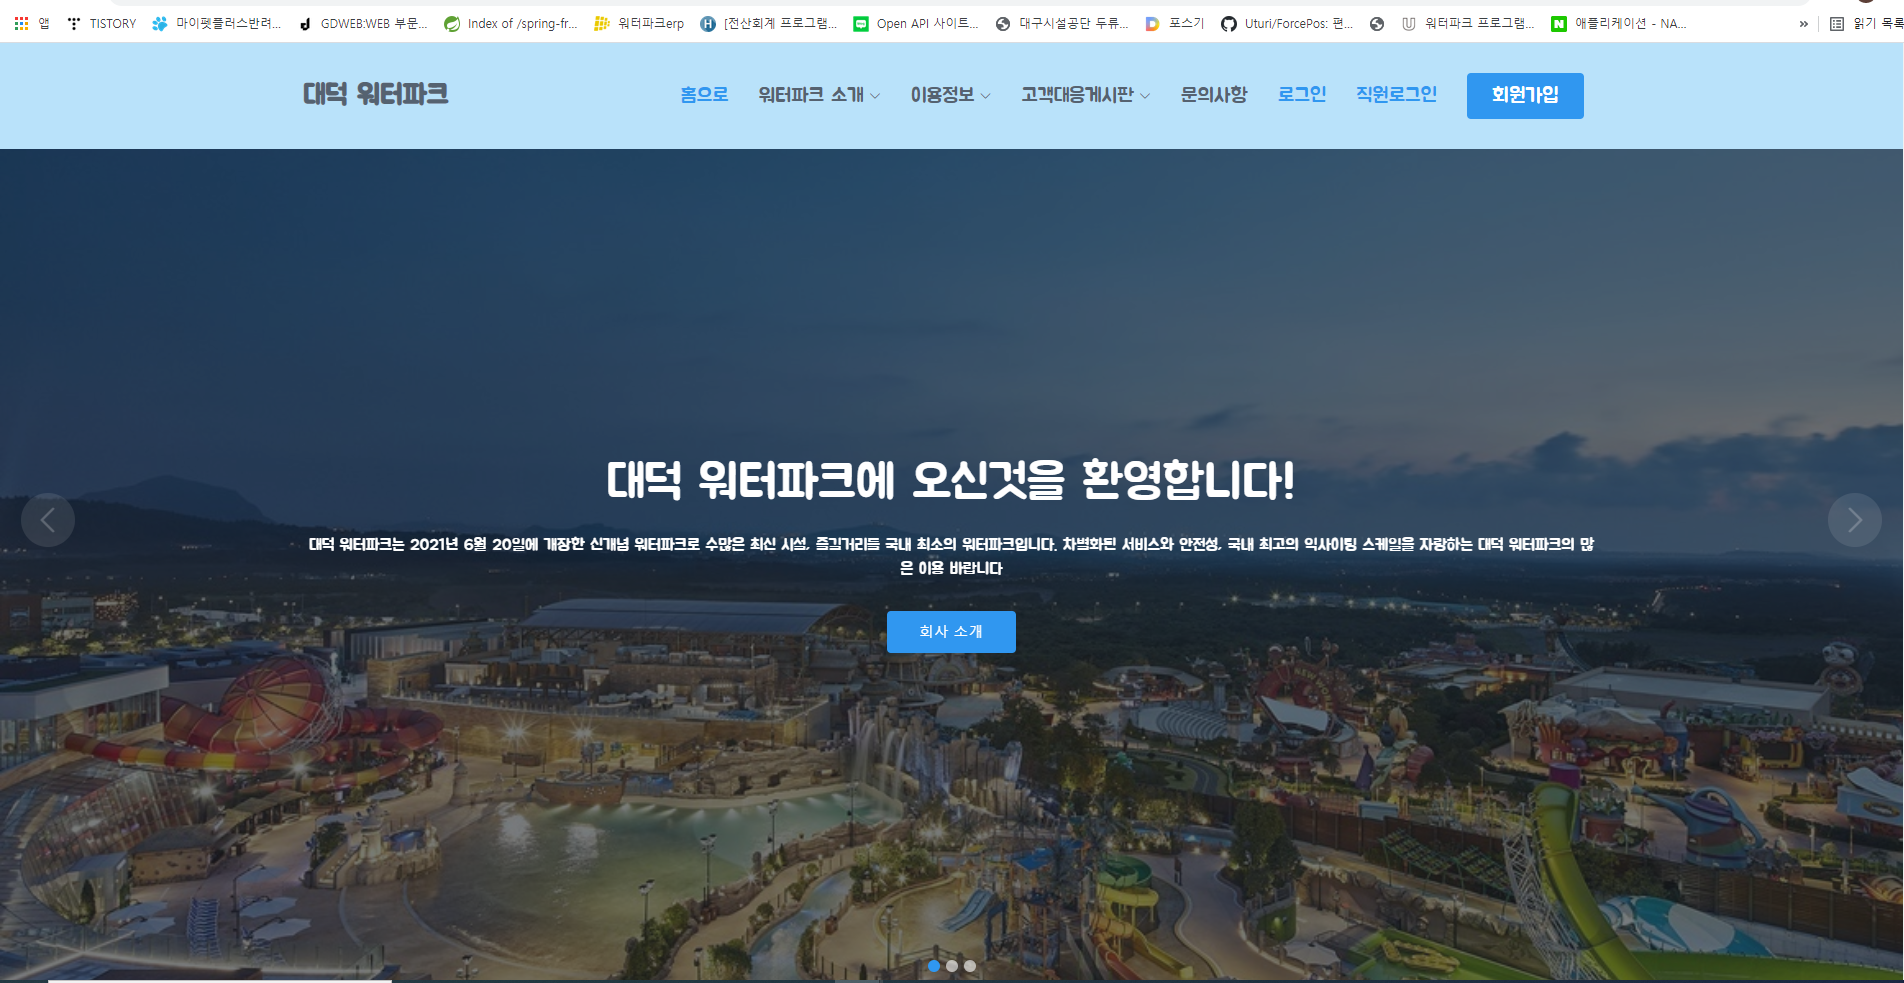 앱 TISTORY 마이펫플러스반려... GDWEB:WEB 부문... Index of /spring-fr... 워터파크erp [전산회계 프로그램... Open API 사이트... 대구시설공단 두류... 포스기 Uturi/ForcePos: 편... 워터파크 프로그램... 애플리케이션 - NA... » 읽기 목록
대덕 워터파크 홈으로 워터파크 소개 이용정보 고객대응게시판 문의사항 로그인 직원로그인 회원가입
대덕 워터파크에 오신것을 환영합니다!
대덕 워터파크는 2021년 6월 20일에 개장한 신개념 워터파크로 수많은 최신 시설, 즐길거리들 국내 최소의 워터파크입니다. 차별화된 서비스와 안전성, 국내 최고의 익사이팅 스케일을 자랑하는 대덕 워터파크의 많
은 이용 바랍니다
회사 소개